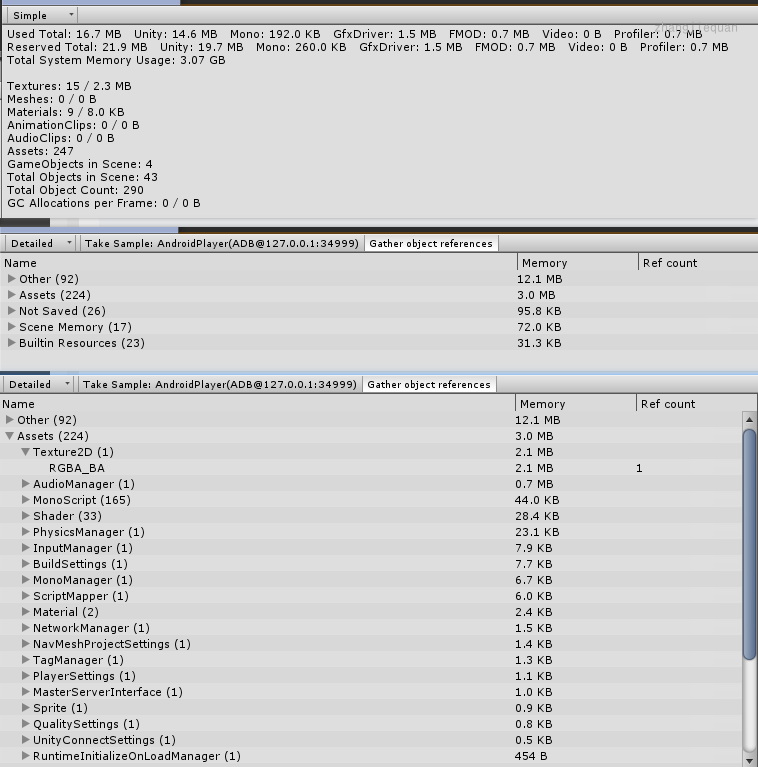 Simple
zhangliequan
Used Total: 16.7 MB Unity: 14.6 MB Mono: 192.0 KB GfxDriver: 1.5 MB FMOD: 0.7 MB Video: 0 B Profiler: 0.7 MB
Reserved Total: 21.9 MB Unity: 19.7 MB Mono: 260.0 KB GfxDriver: 1.5 MB FMOD: 0.7 MB Video: 0 B Profiler: 0.7 MB
Total System Memory Usage: 3.07 GB
Textures: 15 / 2.3 MB
Meshes: 0 / 0 B
Materials: 9 / 8.0 KB
AnimationClips: 0 / 0 B
AudioClips: 0 / 0 B
Assets: 247
GameObjects in Scene: 4
Total Objects in Scene: 43
Total Object Count: 290
GC Allocations per Frame: 0 / 0 B
Detailed Take Sample: AndroidPlayer(ADB@127.0.0.1:34999) Gather object references
Name Memory Ref count
Other (92) 12.1 MB
Assets (224) 3.0 MB
Not Saved (26) 95.8 KB
Scene Memory (17) 72.0 KB
Builtin Resources (23) 31.3 KB
Detailed Take Sample: AndroidPlayer(ADB@127.0.0.1:34999) Gather object references
Name Memory Ref count
Other (92) 12.1 MB
Assets (224) 3.0 MB
Texture2D (1) 2.1 MB
RGBA_BA 2.1 MB 1
AudioManager (1) 0.7 MB
MonoScript (165) 44.0 KB
Shader (33) 28.4 KB
PhysicsManager (1) 23.1 KB
InputManager (1) 7.9 KB
BuildSettings (1) 7.7 KB
MonoManager (1) 6.7 KB
ScriptMapper (1) 6.0 KB
Material (2) 2.4 KB
NetworkManager (1) 1.5 KB
NavMeshProjectSettings (1) 1.4 KB
TagManager (1) 1.3 KB
PlayerSettings (1) 1.1 KB
MasterServerInterface (1) 1.0 KB
Sprite (1) 0.9 KB
QualitySettings (1) 0.8 KB
UnityConnectSettings (1) 0.5 KB
RuntimeInitializeOnLoadManager (1) 454 B